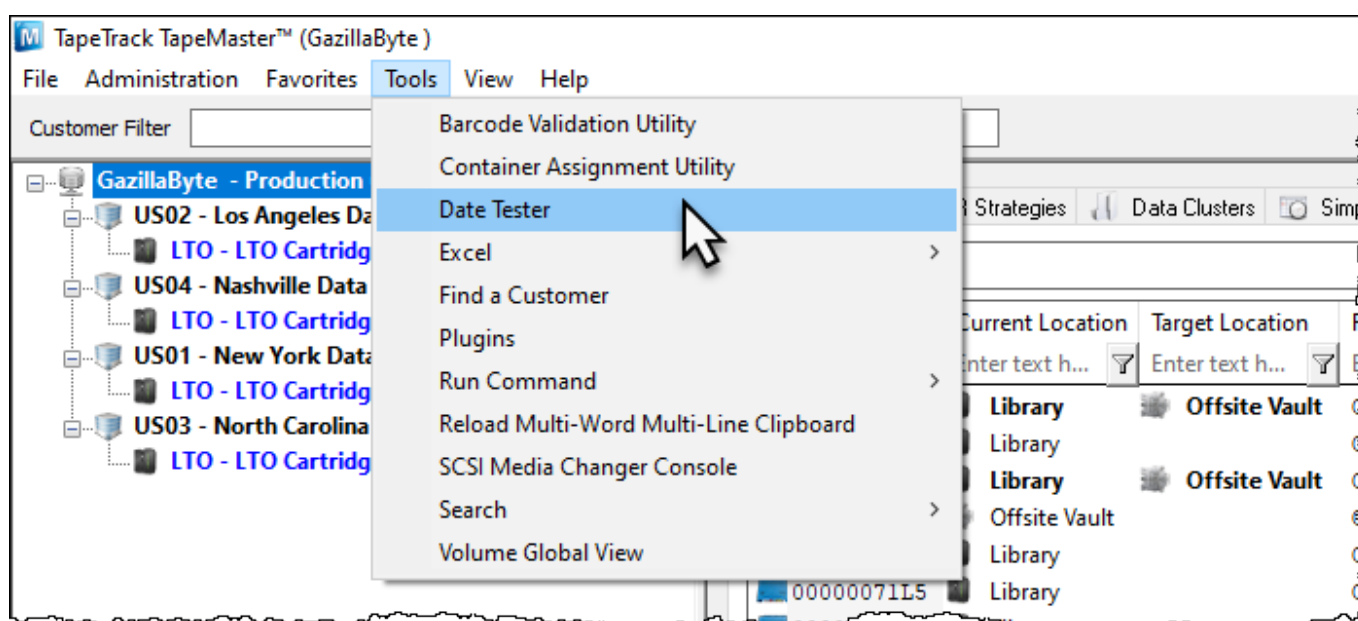 TapeTrack TapeMaster™ (GazillaByte )
File Administration Favorites Tools View Help
Customer Filter
Barcode Validation Utility
Container Assignment Utility
Date Tester
Excel
Find a Customer
Plugins
Run Command
Reload Multi-Word Multi-Line Clipboard
SCSI Media Changer Console
Search
Volume Global View
GazillaByte - Production
US02 - Los Angeles Da
LTO - LTO Cartridg
US04 - Nashville Data
LTO - LTO Cartridg
US01 - New York Data
LTO - LTO Cartridg
US03 - North Carolina
LTO - LTO Cartridg
Strategies Data Clusters Simp
Current Location Target Location
Enter text h... Enter text h...
Library Offsite Vault
Library
Library Offsite Vault
Offsite Vault
Library
00000071L5 Library